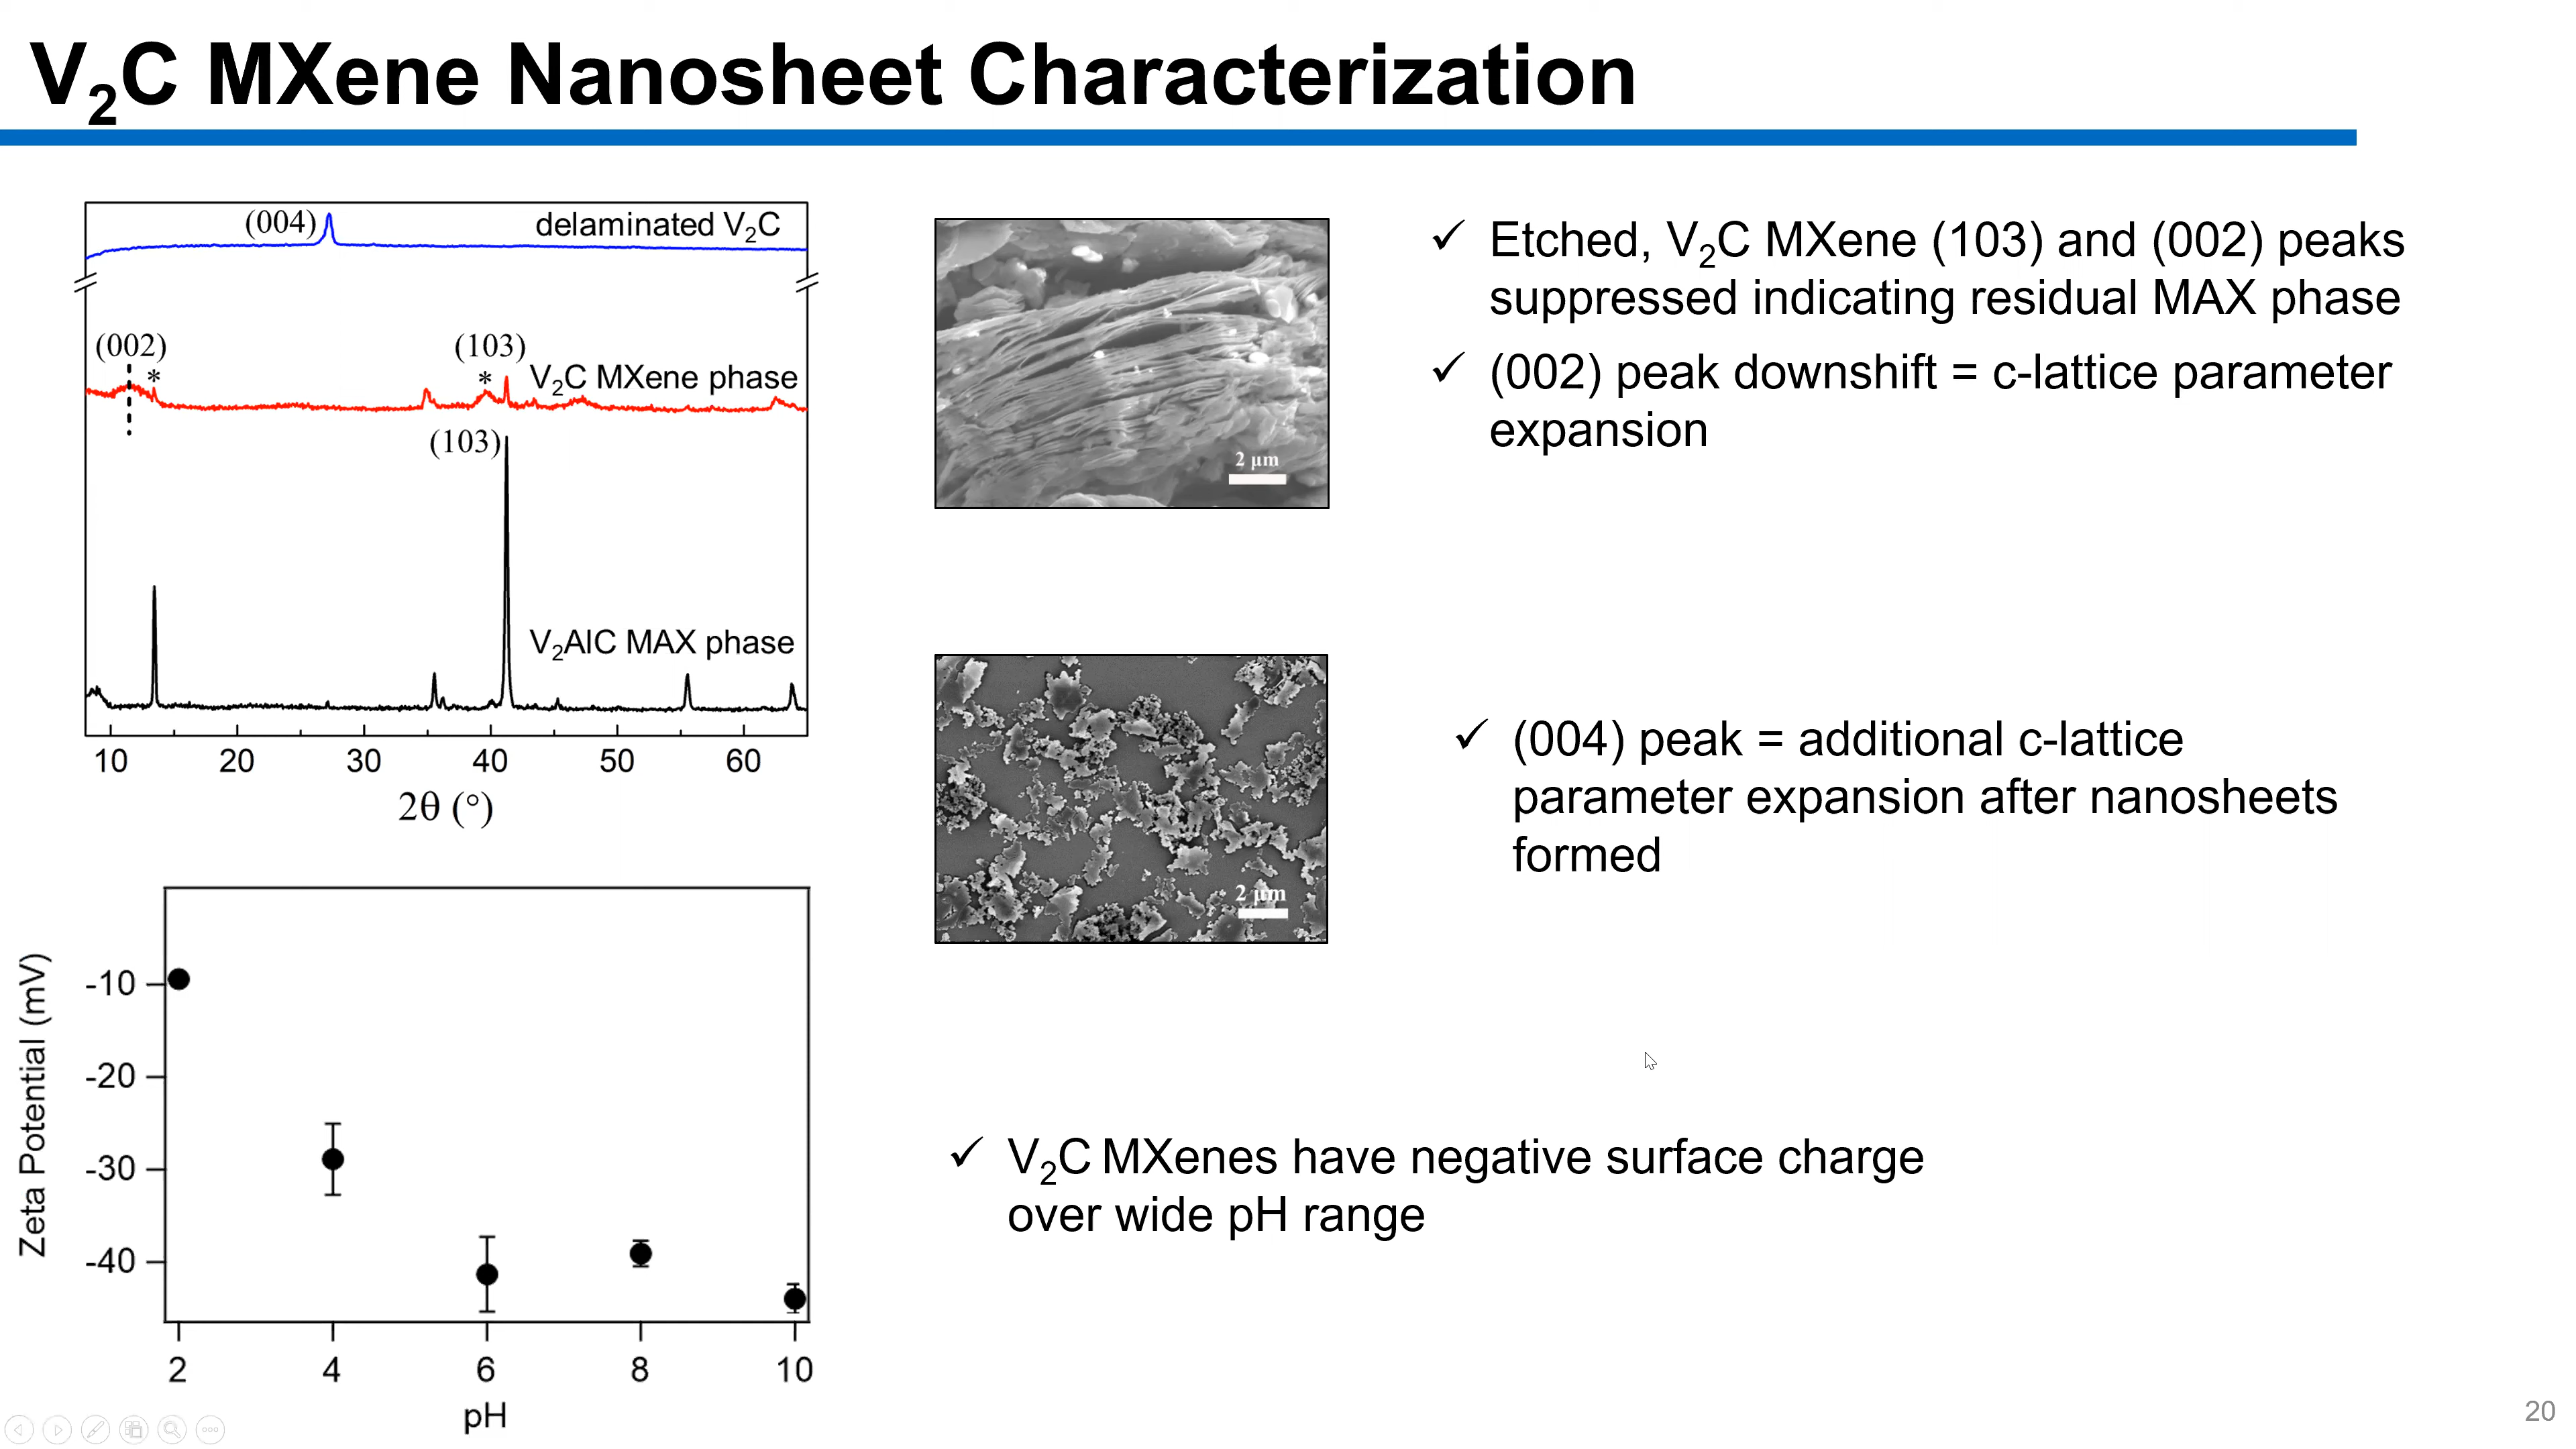 V₂C MXene Nanosheet Characterization
(004)
delaminated V₂C
(002)
*
(103)
*
V₂C MXene phase
(103)
V₂AlC MAX phase
10 20 30 40 50 60
2θ (°)
2 μm
✓ Etched, V₂C MXene (103) and (002) peaks
suppressed indicating residual MAX phase
✓ (002) peak downshift = c-lattice parameter
expansion
2 μm
✓ (004) peak = additional c-lattice
parameter expansion after nanosheets
formed
Zeta Potential (mV)
-10
-20
-30
-40
2 4 6 8 10
pH
✓ V₂C MXenes have negative surface charge
over wide pH range
20